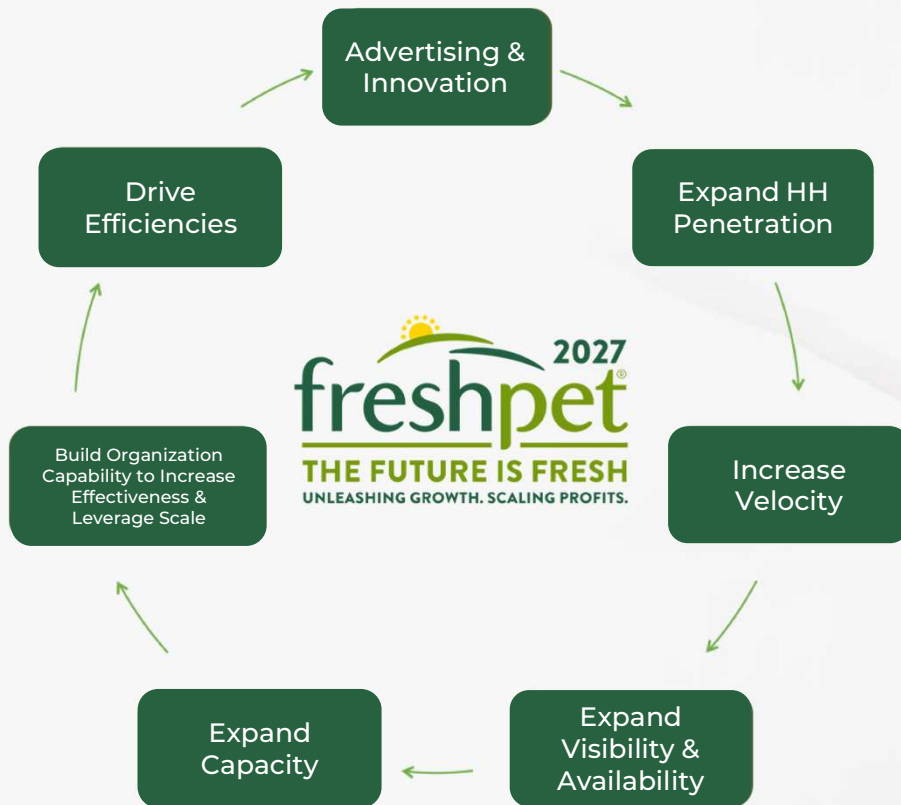 Advertising &
Innovation
Expand HH
Penetration
Increase
Velocity
Expand
Visibility &
Availability
Expand
Capacity
Build Organization
Capability to Increase
Effectiveness &
Leverage Scale
Drive
Efficiencies
2027
freshpet®
THE FUTURE IS FRESH
UNLEASHING GROWTH. SCALING PROFITS.